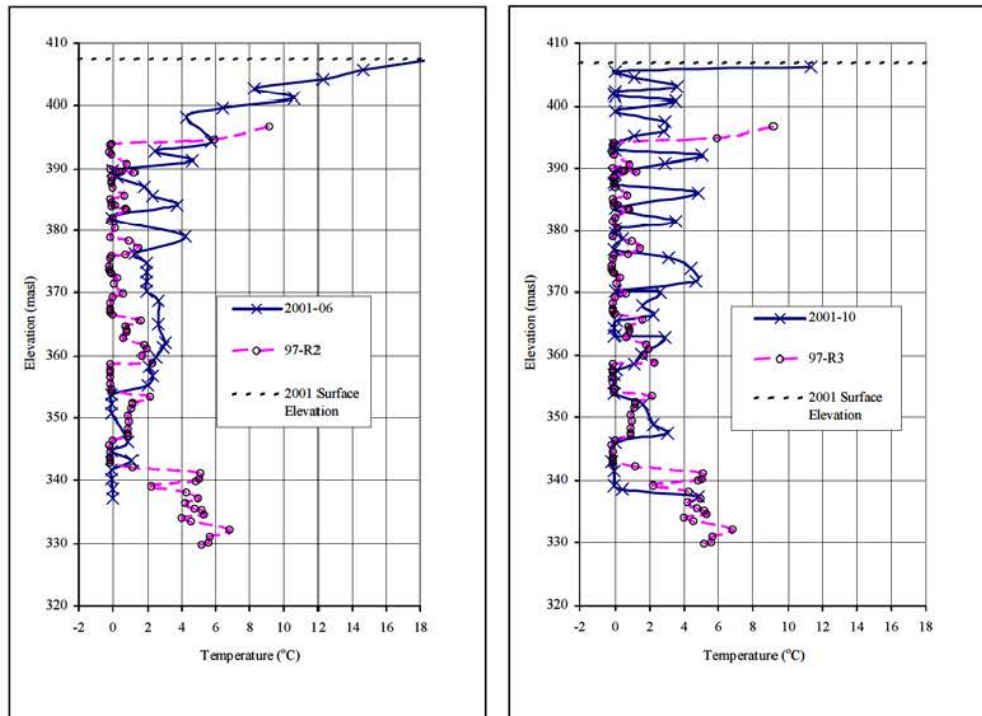 410
400
390
380
370
360
350
340
330
320
Elevation (masl)
2001-06
97-R2
2001 Surface
Elevation
-2 0 2 4 6 8 10 12 14 16 18
Temperature (°C)
410
400
390
380
370
360
350
340
330
320
Elevation (masl)
2001-10
97-R3
2001 Surface
Elevation
-2 0 2 4 6 8 10 12 14 16 18
Temperature (°C)